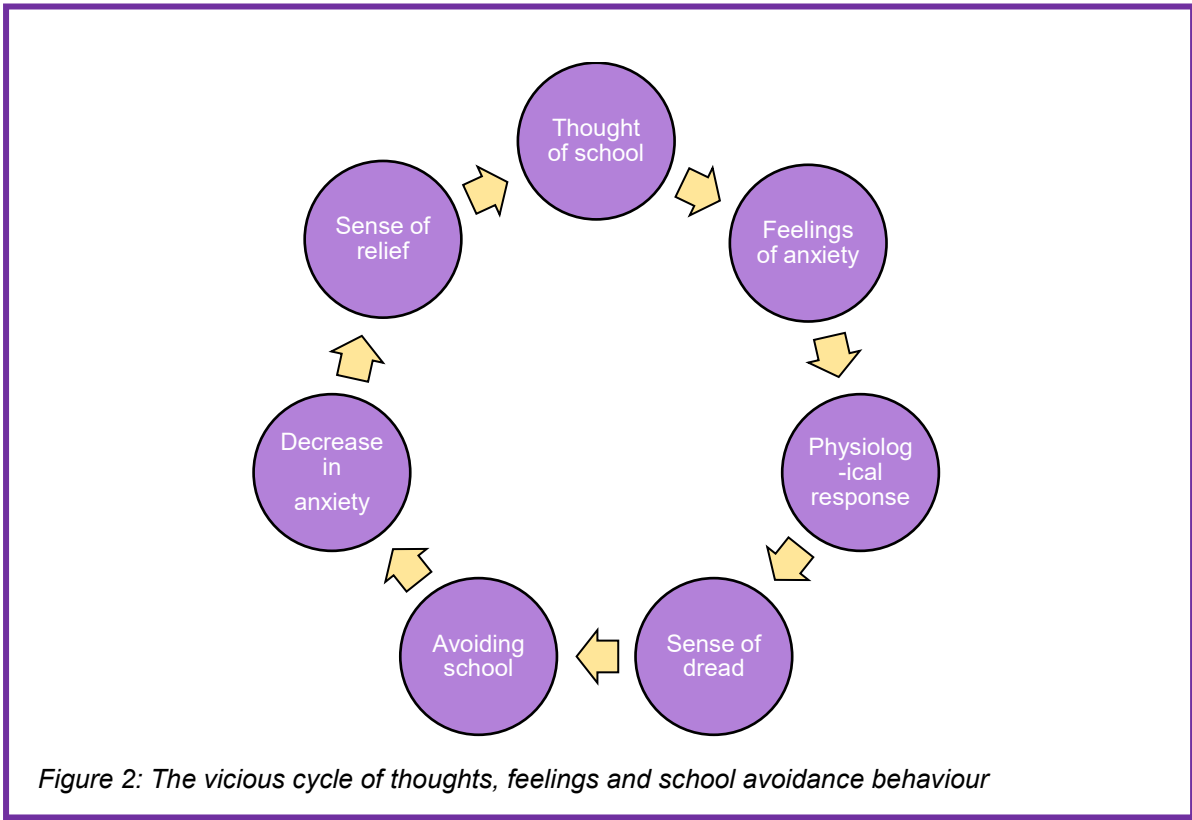 Thought
of school
Feelings
of anxiety
Physiolog
-ical
response
Sense of
dread
Avoiding
school
Decrease
in
anxiety
Sense of
relief
Figure 2: The vicious cycle of thoughts, feelings and school avoidance behaviour